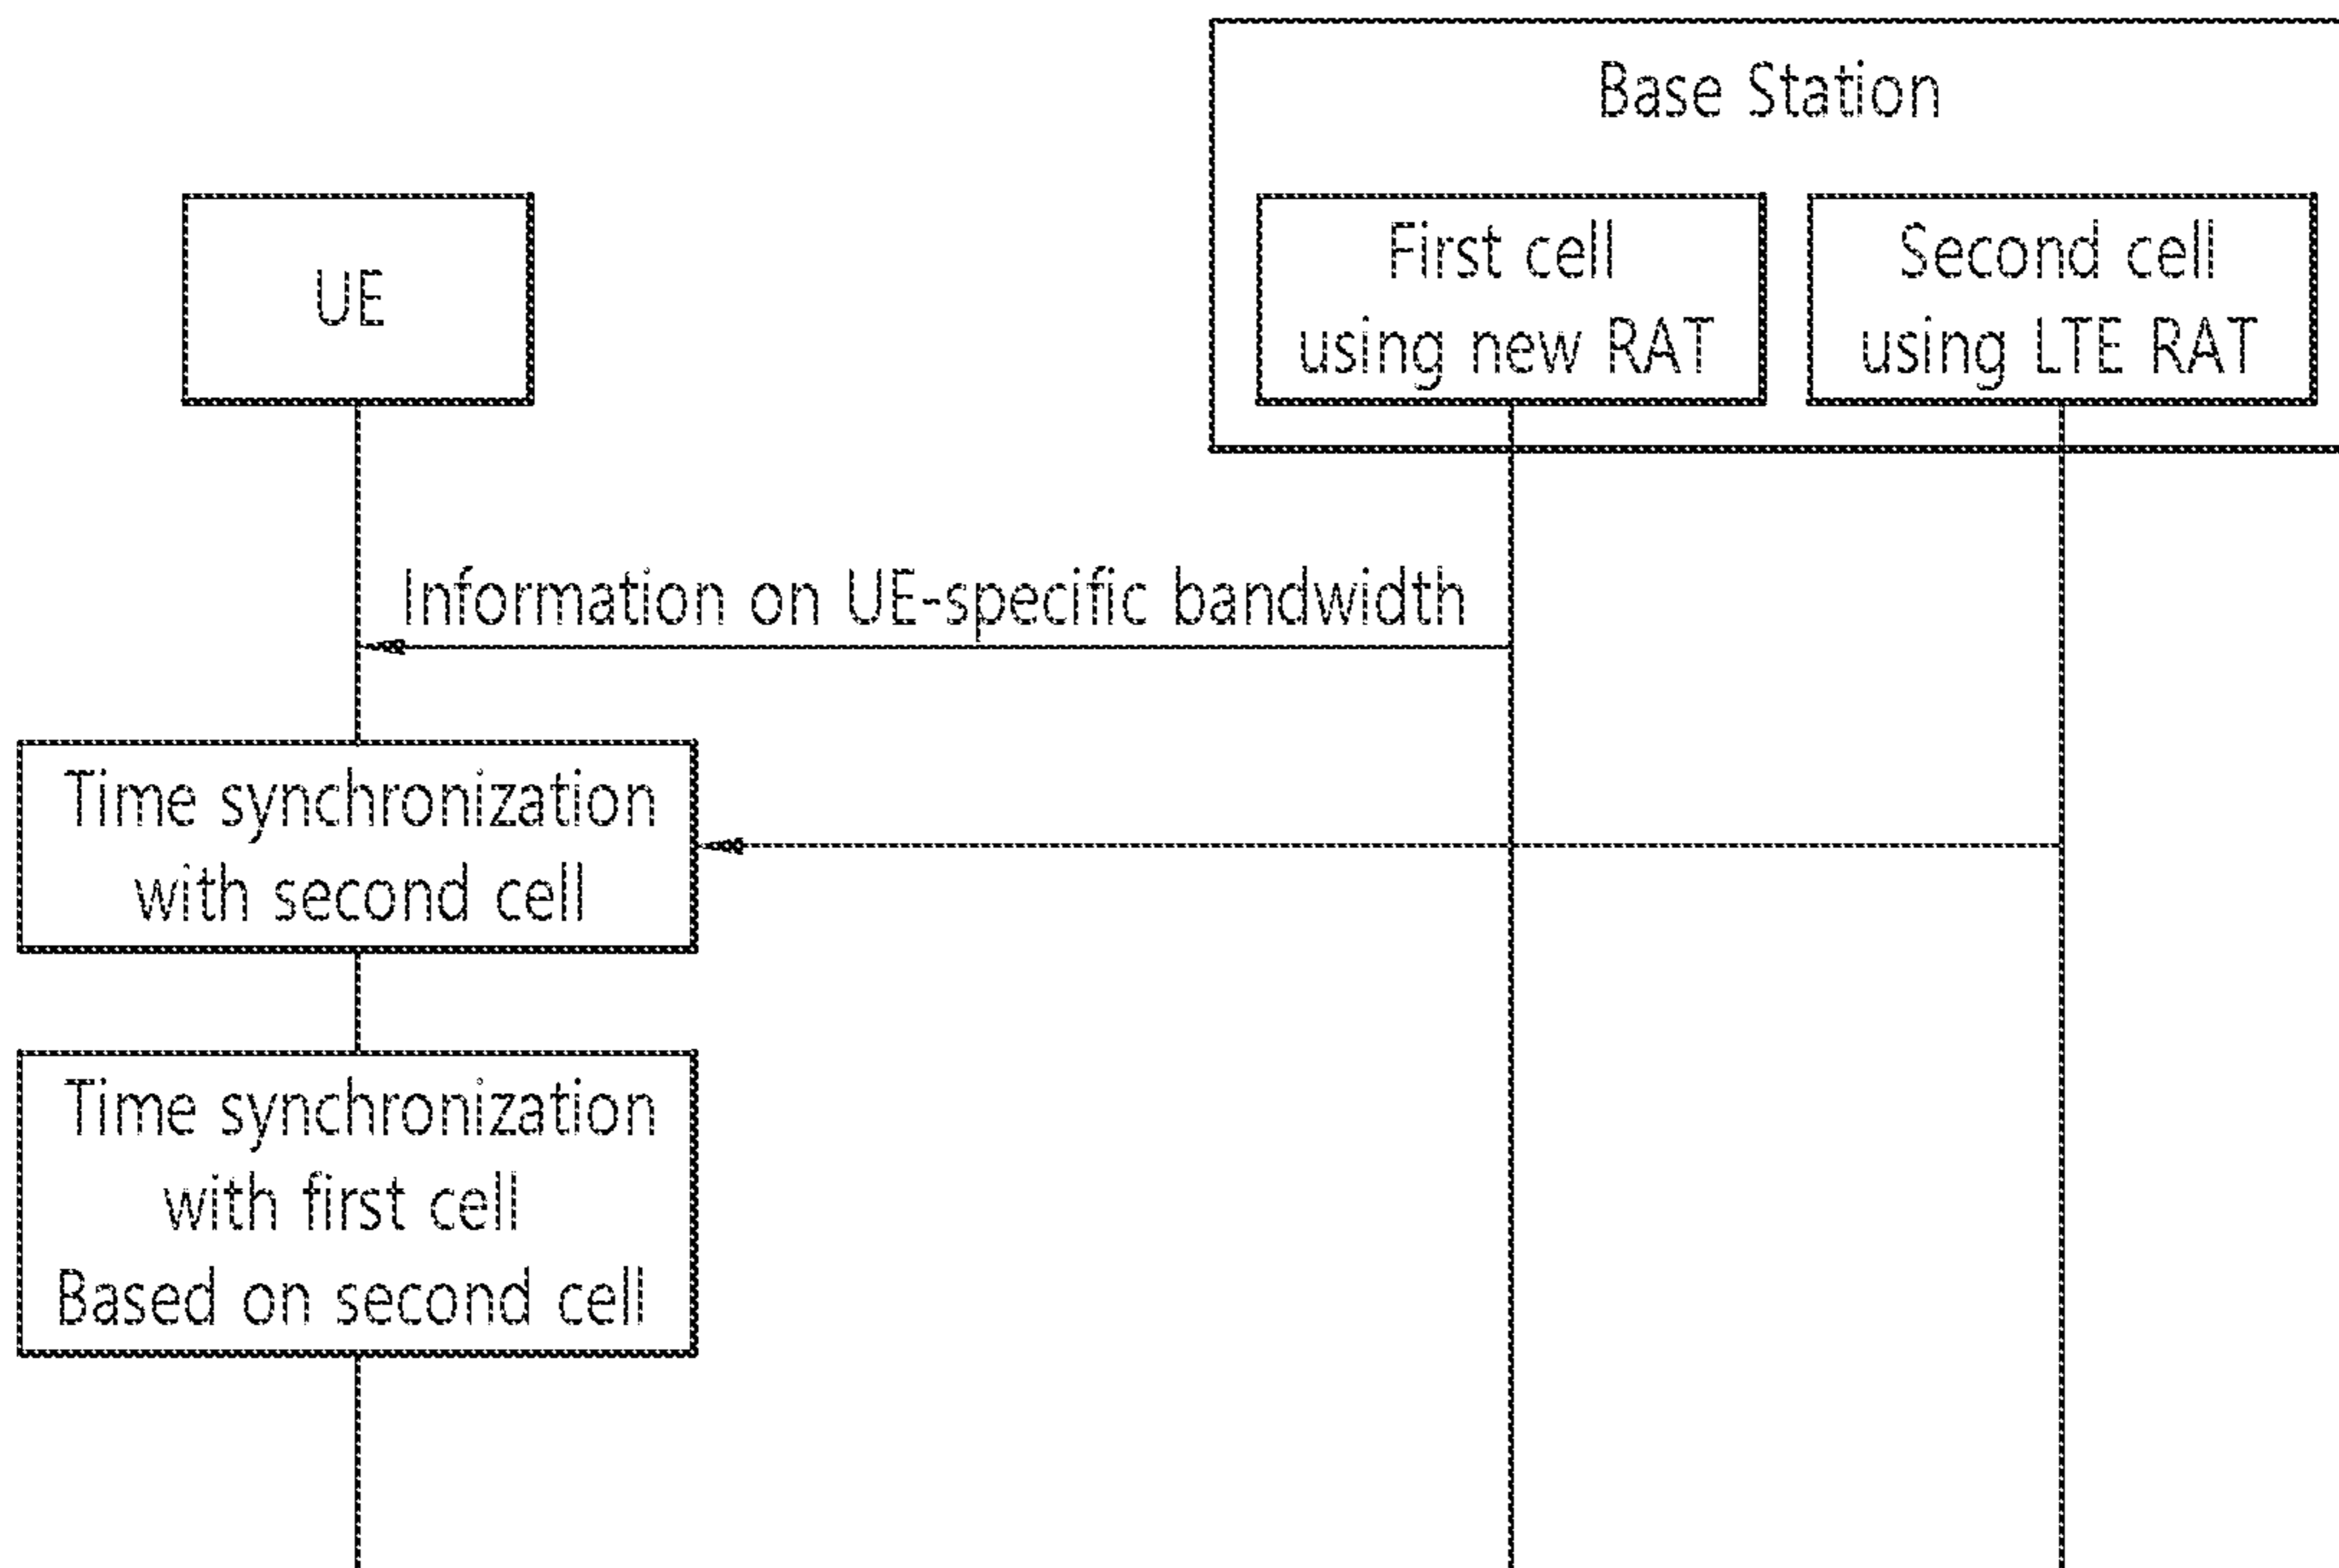 Base Station
UE
First cell
using new RAT
Second cell
using LTE RAT
Information on UE-specific bandwidth
Time synchronization
with second cell
Time synchronization
with first cell
Based on second cell